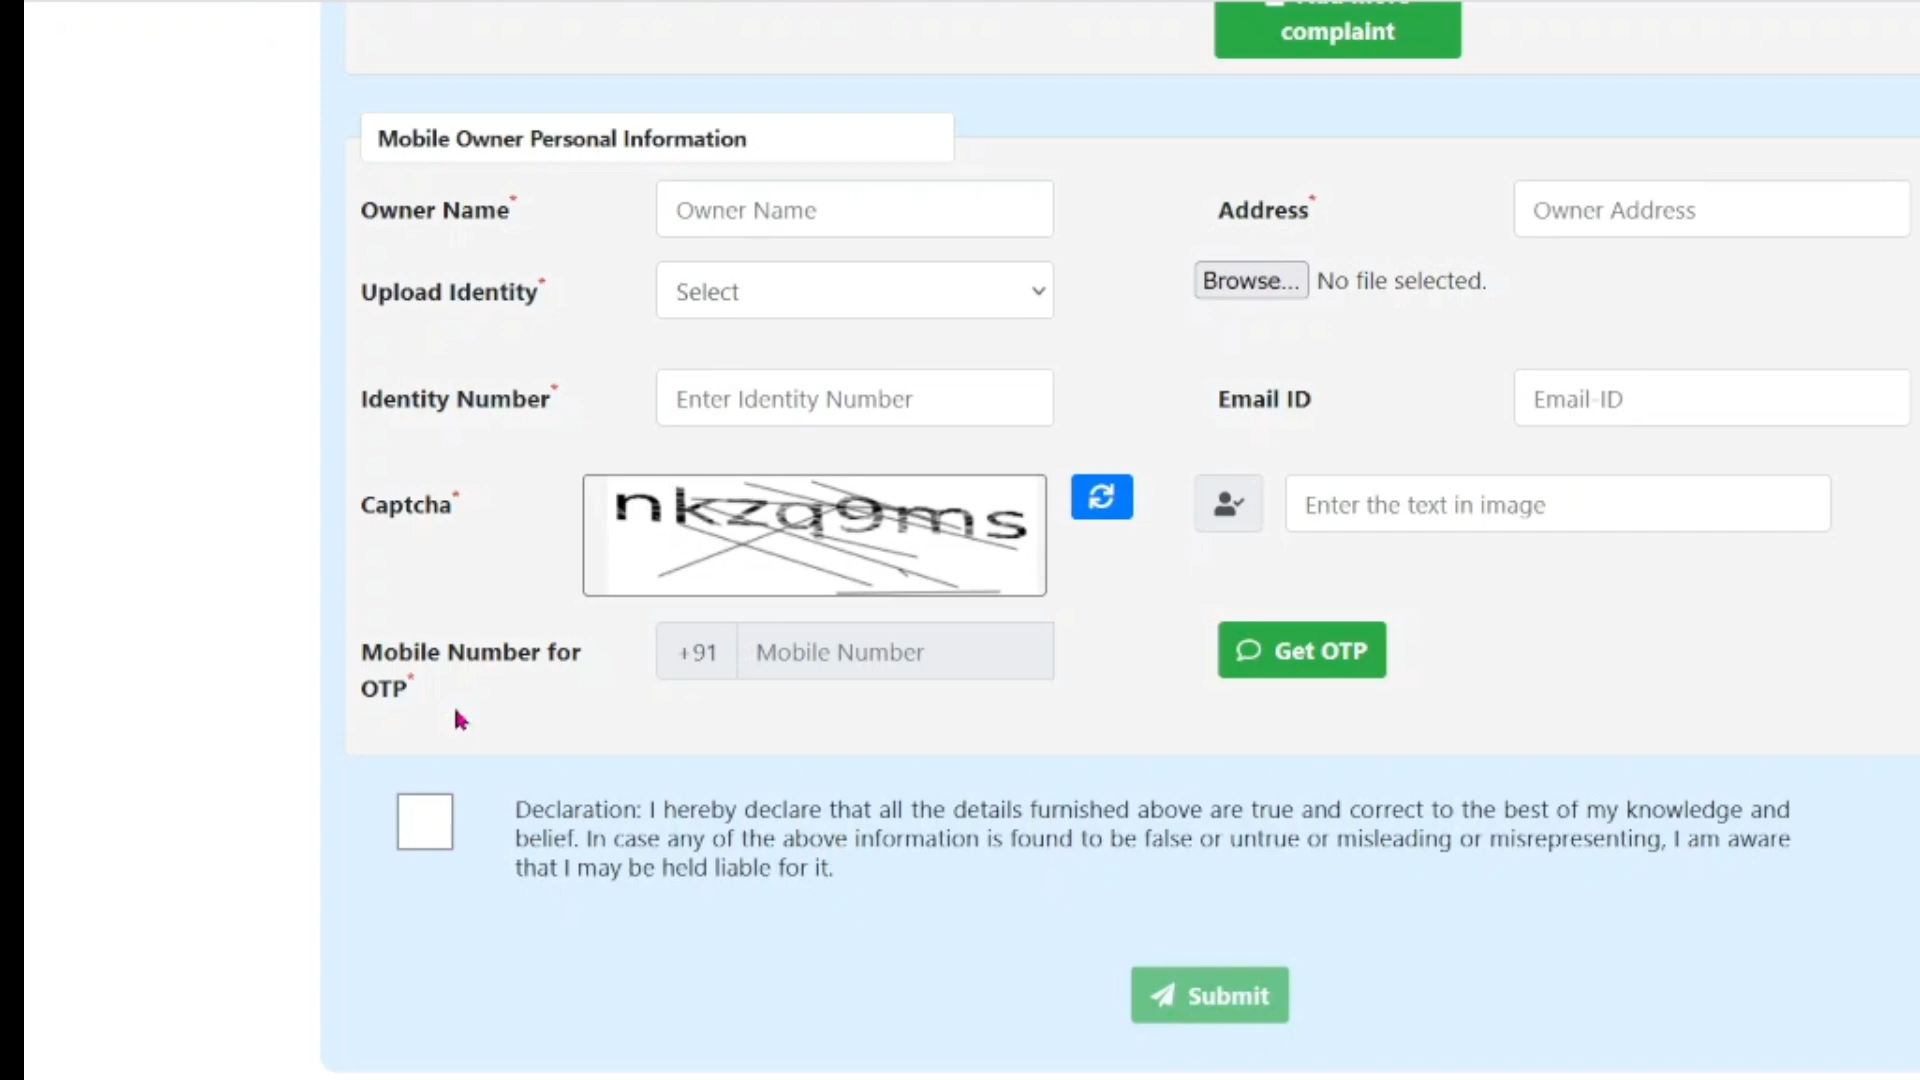 Add more
complaint
Mobile Owner Personal Information
Owner Name*
Owner Name
Address*
Owner Address
Upload Identity*
Select
Browse... No file selected.
Identity Number*
Enter Identity Number
Email ID
Email-ID
Captcha*
Enter the text in image
Mobile Number for
OTP*
+91
Mobile Number
Get OTP
Declaration: I hereby declare that all the details furnished above are true and correct to the best of my knowledge and
belief. In case any of the above information is found to be false or untrue or misleading or misrepresenting, I am aware
that I may be held liable for it.
Submit